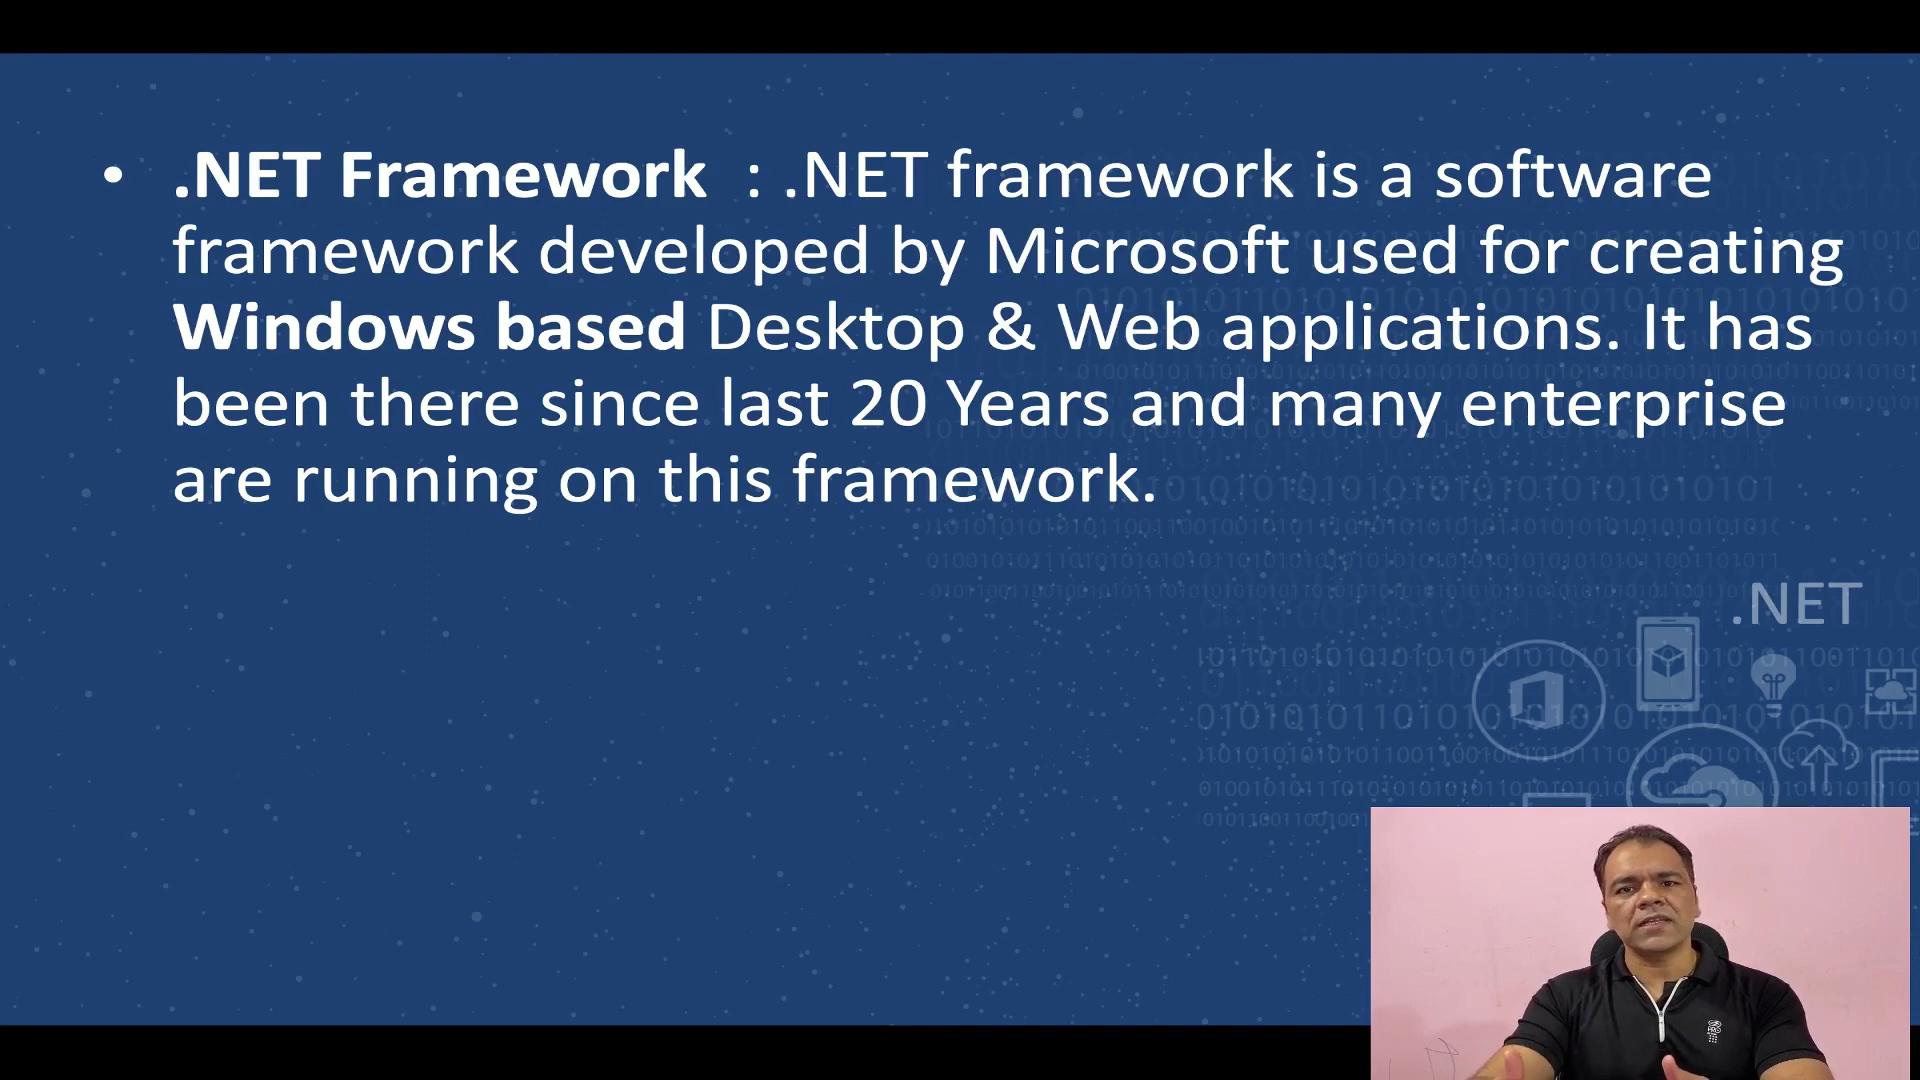 • .NET Framework : .NET framework is a software
framework developed by Microsoft used for creating
Windows based Desktop & Web applications. It has
been there since last 20 Years and many enterprise
are running on this framework.
.NET